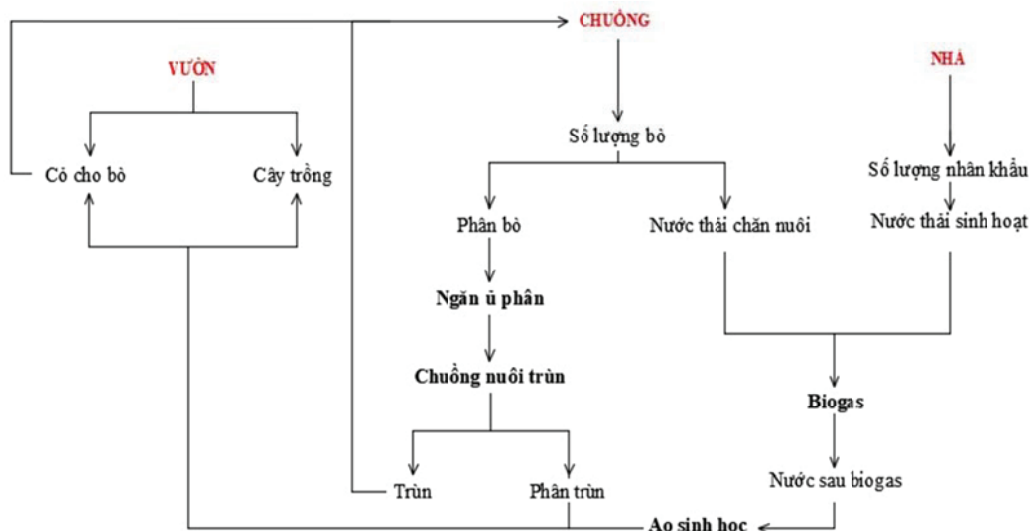 CHUỒNG
VƯỜN
NHÀ
Số lượng bò
Cỏ cho bò
Cây trồng
Số lượng nhân khẩu
Phân bò
Nước thải chăn nuôi
Nước thải sinh hoạt
Ngăn ủ phân
Chuồng nuôi trùn
Biogas
Trùn
Phân trùn
Nước sau biogas
Ao sinh học